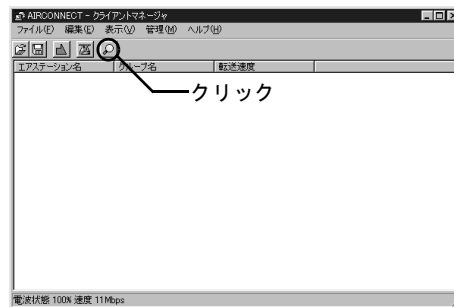 AIRCONNECT - クライアントマネージャ
ファイル(F) 編集(E) 表示(V) 管理(M) ヘルプ(H)
エアステーション名 グループ名 転送速度
クリック
電波状態 100% 速度 11Mbps